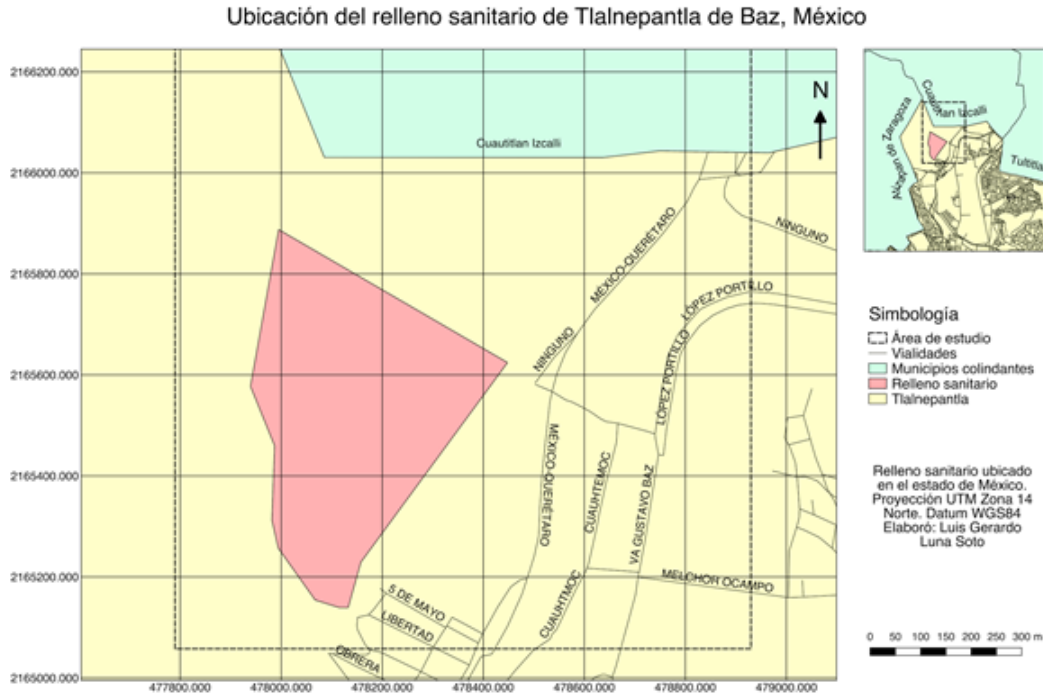 Ubicación del relleno sanitario de Tlalnepantla de Baz, México
2166200.000
2166000.000
2165800.000
2165600.000
2165400.000
2165200.000
2165000.000
477800.000
478000.000
478200.000
478400.000
478600.000
478800.000
479000.000
N
Cuautitlan Izcalli
MÉXICO-QUERÉTARO
NINGUNO
NINGUNO
LÓPEZ PORTILLO
LÓPEZ PORTILLO
MÉXICO-QUERÉTARO
CUAUHTEMOC
VA GUSTAVO BAZ
MELCHOR OCAMPO
CUAUHTMOC
5 DE MAYO
LIBERTAD
OBRERA
Cuautitlan Izcalli
Atizapan de Zaragoza
Tultitla
Simbología
Área de estudio
Vialidades
Municipios colindantes
Relleno sanitario
Tlalnepantla
Relleno sanitario ubicado
en el estado de México.
Proyección UTM Zona 14
Norte. Datum WGS84
Elaboró: Luis Gerardo
Luna Soto
0 50 100 150 200 250 300 m